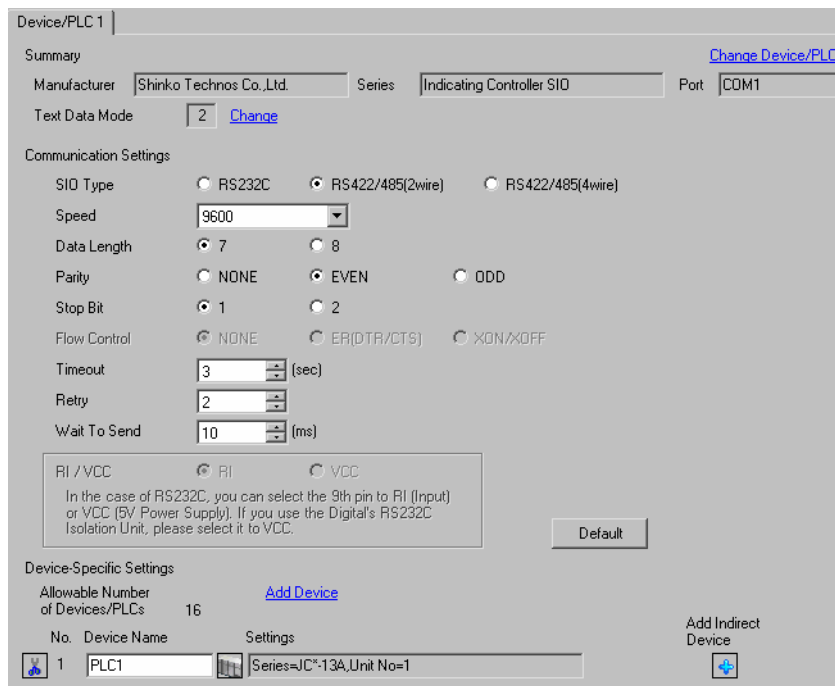 Device/PLC 1
Summary
Change Device/PLC
Manufacturer Shinko Technos Co.,Ltd. Series Indicating Controller SIO Port COM1
Text Data Mode 2 Change
Communication Settings
SIO Type RS232C RS422/485(2wire) RS422/485(4wire)
Speed 9600
Data Length 7 8
Parity NONE EVEN ODD
Stop Bit 1 2
Flow Control NONE ER(DTR/CTS) XON/XOFF
Timeout 3 (sec)
Retry 2
Wait To Send 10 (ms)
RI / VCC RI VCC
In the case of RS232C, you can select the 9th pin to RI (Input)
or VCC (5V Power Supply). If you use the Digital's RS232C
Isolation Unit, please select it to VCC.
Default
Device-Specific Settings
Allowable Number
of Devices/PLCs 16
Add Device
No. Device Name Settings
Add Indirect
Device
1 PLC1 Series=JC*-13A,Unit No=1